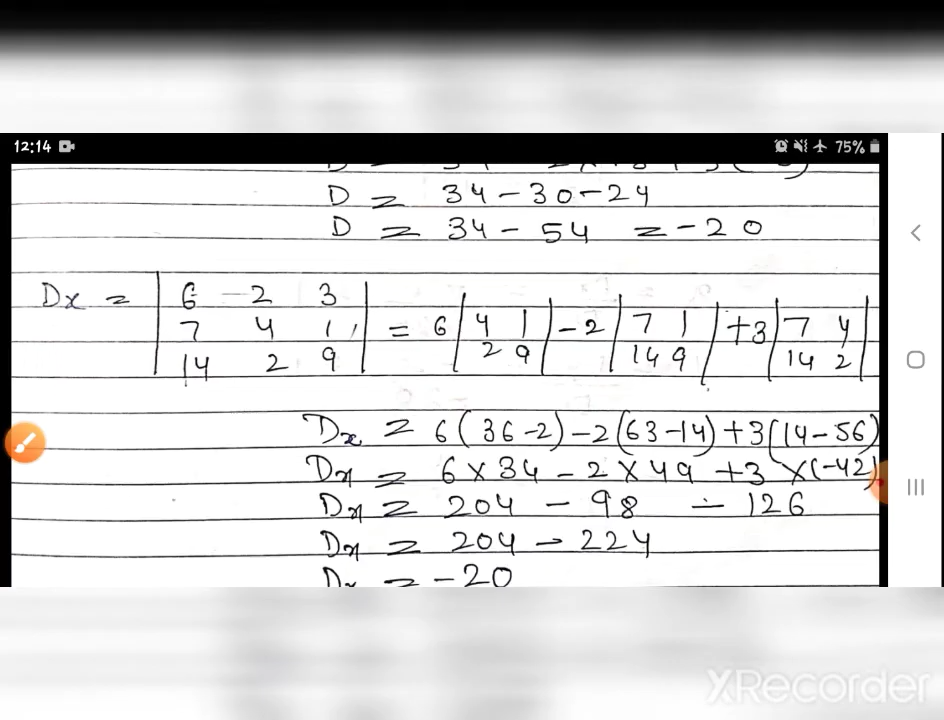 12:14 75%
D = 34 - 30 - 24
D = 34 - 54 = -20
Dx = | 6 2 3 | = 6 | 4 1 | - 2 | 7 1 | + 3 | 7 4 |
| 7 4 1 | | 2 9 | | 14 9 | | 14 2 |
| 14 2 9 |
Dx = 6(36-2) - 2(63-14) + 3(14-56)
Dx = 6 × 34 - 2 × 49 + 3 × (-42)
Dx = 204 - 98 - 126
Dx = 204 - 224
Dx = -20
XRecorder